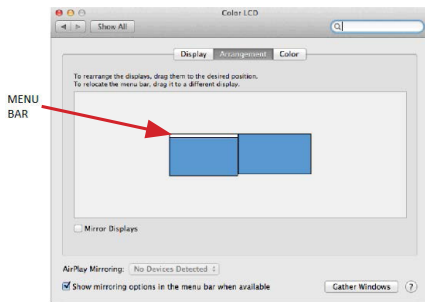 Color LCD
Show All
Display Arrangement Color
To rearrange the displays, drag them to the desired position.
To relocate the menu bar, drag it to a different display.
MENU
BAR
Mirror Displays
AirPlay Mirroring: No Devices Detected
Show mirroring options in the menu bar when available
Gather Windows ?